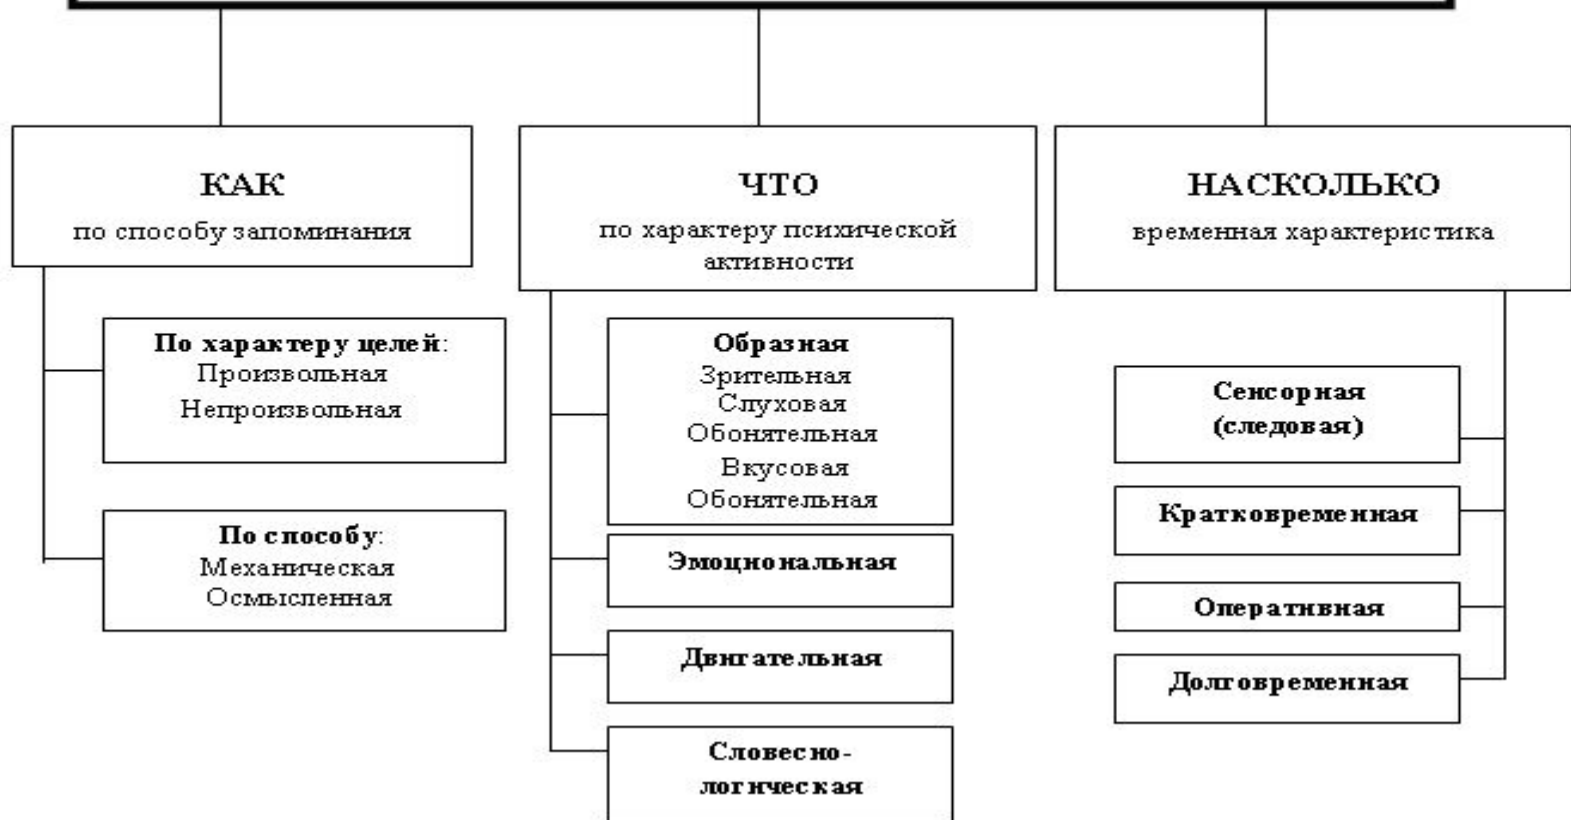 КАК
по способу запоминания
По характеру целей:
Произвольная
Непроизвольная
По способу:
Механическая
Осмысленная
ЧТО
по характеру психической
активности
Образная
Зрительная
Слуховая
Обонятельная
Вкусовая
Обонятельная
Эмоциональная
Двигательная
Словесно-
логическая
НАСКОЛЬКО
временная характеристика
Сенсорная
(следовая)
Кратковременная
Оперативная
Долговременная